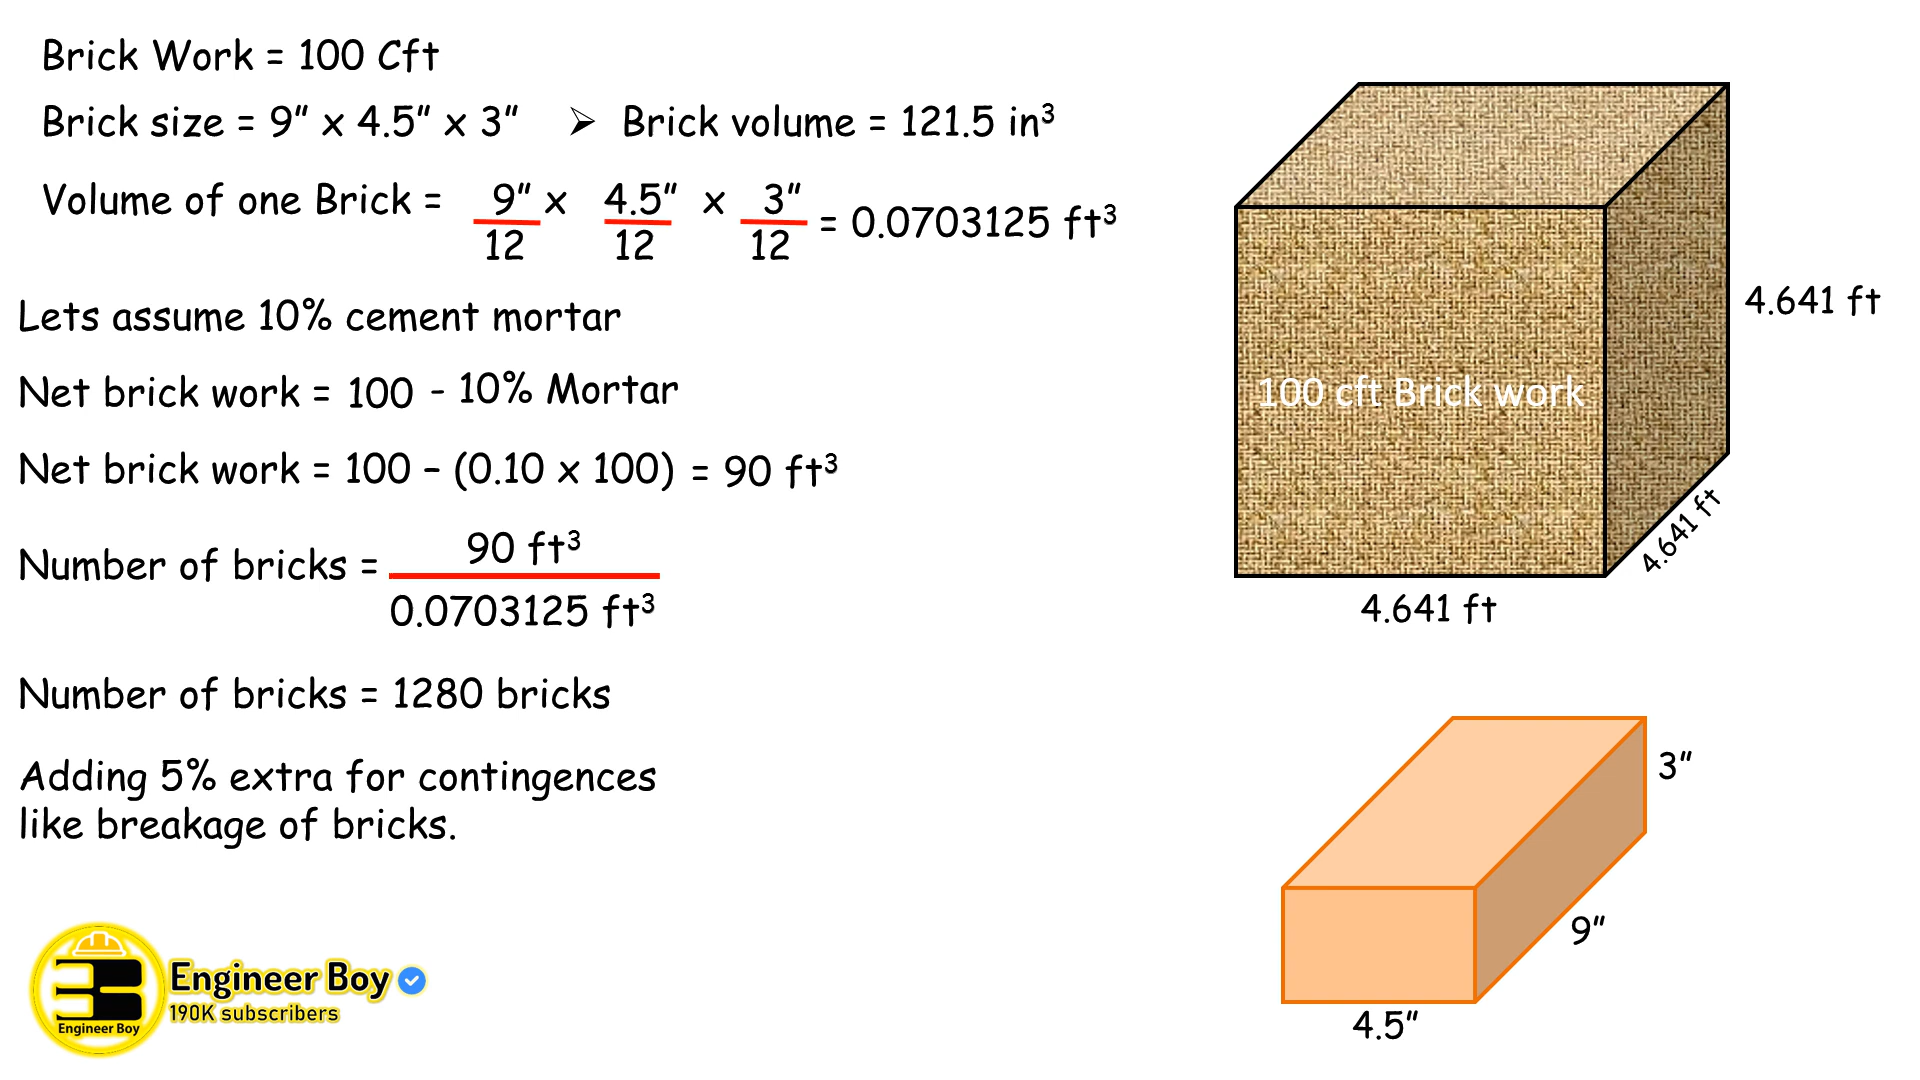 Brick Work = 100 Cft
Brick size = 9" x 4.5" x 3" ➢ Brick volume = 121.5 in³
Volume of one Brick = 9"/12 x 4.5"/12 x 3"/12 = 0.0703125 ft³
Lets assume 10% cement mortar
Net brick work = 100 - 10% Mortar
Net brick work = 100 – (0.10 x 100) = 90 ft³
Number of bricks = 90 ft³ / 0.0703125 ft³
Number of bricks = 1280 bricks
Adding 5% extra for contingences
like breakage of bricks.
Engineer Boy
Engineer Boy
190K subscribers
100 cft Brick work
4.641 ft
4.641 ft
4.641 ft
3"
9"
4.5"